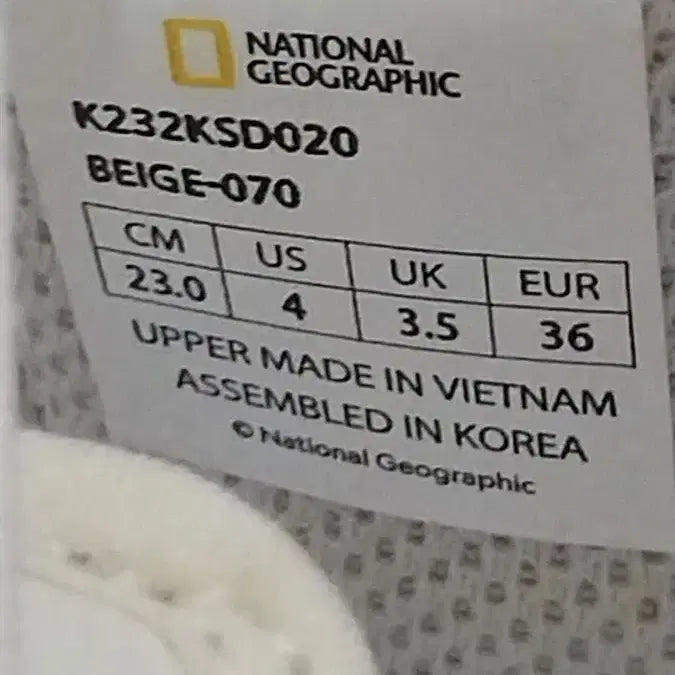 NATIONAL
GEOGRAPHIC
K232KSD020
BEIGE-070
CM US UK EUR
23.0 4 3.5 36
UPPER MADE IN VIETNAM
ASSEMBLED IN KOREA
© National Geographic